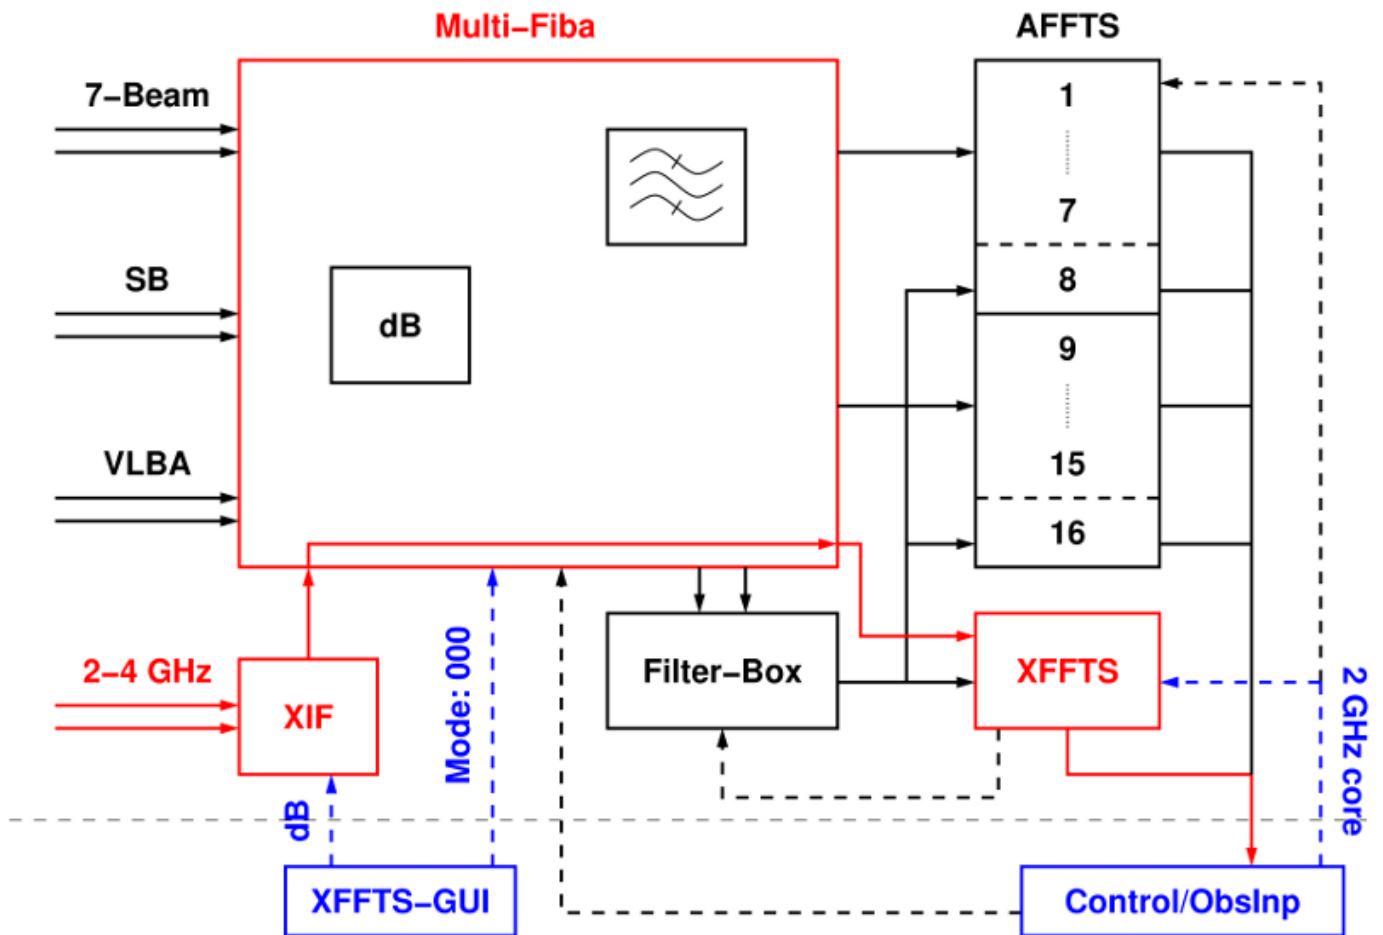 Multi–Fiba
AFFTS
7–Beam
1
7
SB
8
dB
9
VLBA
15
16
2–4 GHz
XIF
Mode: 000
Filter–Box
XFFTS
2 GHz core
dB
XFFTS–GUI
Control/ObsInp